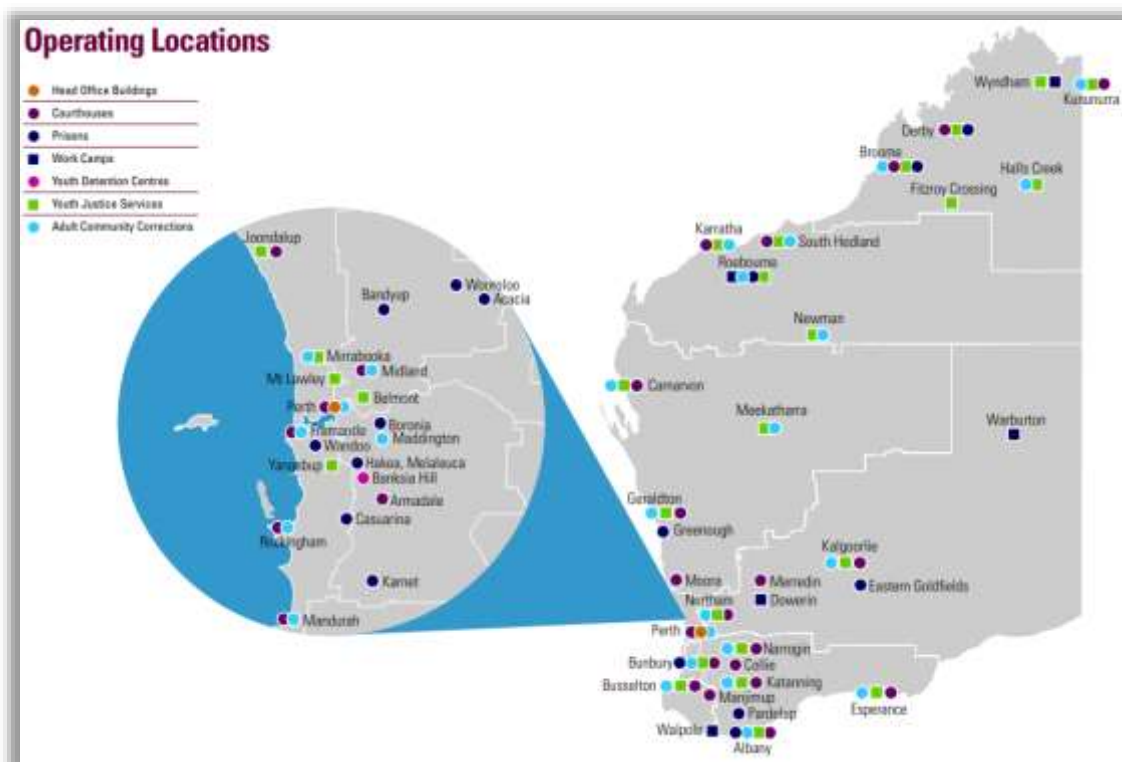 Operating Locations
Head Office Buildings
Courthouses
Prisons
Work Camps
Youth Detention Centres
Youth Justice Services
Adult Community Corrections
Joondalup
Bandyup
Wooroloo
Acacia
Mirrabooka
Midland
Mt Lawley
Belmont
Perth
Boronia
Fremantle
Maddington
Wandoo
Hakea, Melaleuca
Yangebup
Banksia Hill
Armadale
Casuarina
Rockingham
Karnet
Mandurah
Wyndham
Kununurra
Derby
Broome
Halls Creek
Fitzroy Crossing
Karratha
South Hedland
Roebourne
Newman
Carnarvon
Meekatharra
Warburton
Geraldton
Greenough
Kalgoorlie
Moora
Merredin
Eastern Goldfields
Northam
Dowerin
Perth
Narrogin
Bunbury
Collie
Busselton
Katanning
Manjimup
Esperance
Pardelup
Walpole
Albany